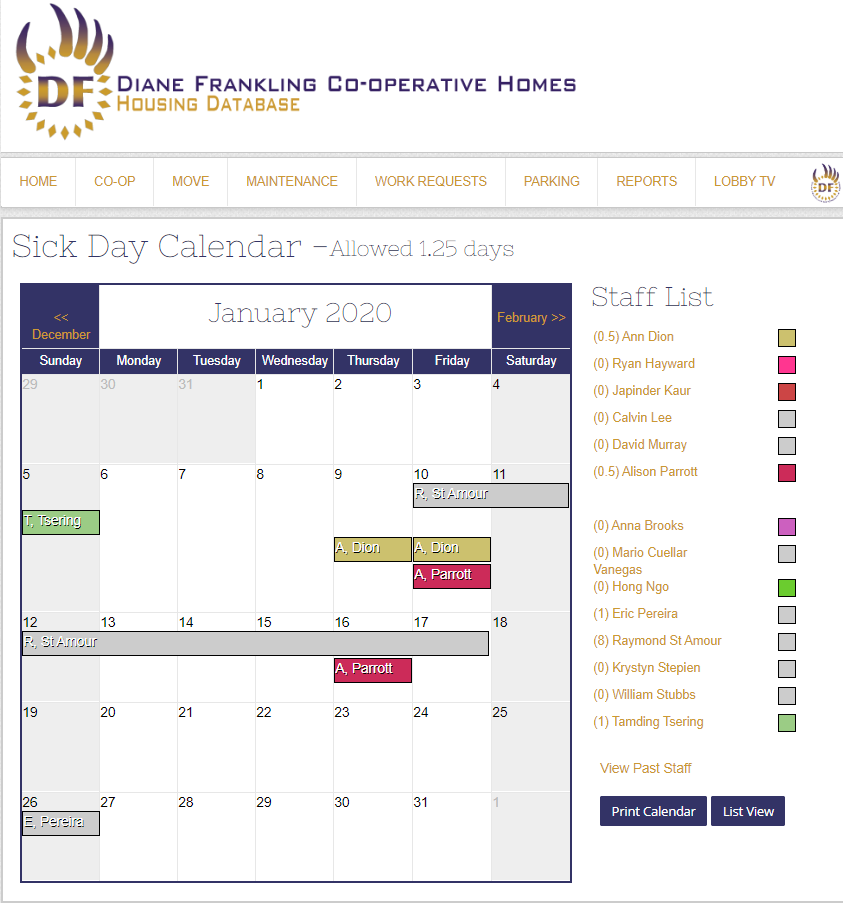 DF
DIANE FRANKLING CO-OPERATIVE HOMES
HOUSING DATABASE
HOME CO-OP MOVE MAINTENANCE WORK REQUESTS PARKING REPORTS LOBBY TV DF
Sick Day Calendar -Allowed 1.25 days
<< December
January 2020
February >>
Sunday Monday Tuesday Wednesday Thursday Friday Saturday
29 30 31 1 2 3 4
5 6 7 8 9 10 11
R, St Amour
T, Tsering
A, Dion A, Dion
A, Parrott
12 13 14 15 16 17 18
R, St Amour
A, Parrott
19 20 21 22 23 24 25
26 27 28 29 30 31 1
E, Pereira
Staff List
(0.5) Ann Dion
(0) Ryan Hayward
(0) Japinder Kaur
(0) Calvin Lee
(0) David Murray
(0.5) Alison Parrott
(0) Anna Brooks
(0) Mario Cuellar
Vanegas
(0) Hong Ngo
(1) Eric Pereira
(8) Raymond St Amour
(0) Krystyn Stepien
(0) William Stubbs
(1) Tamding Tsering
View Past Staff
Print Calendar List View